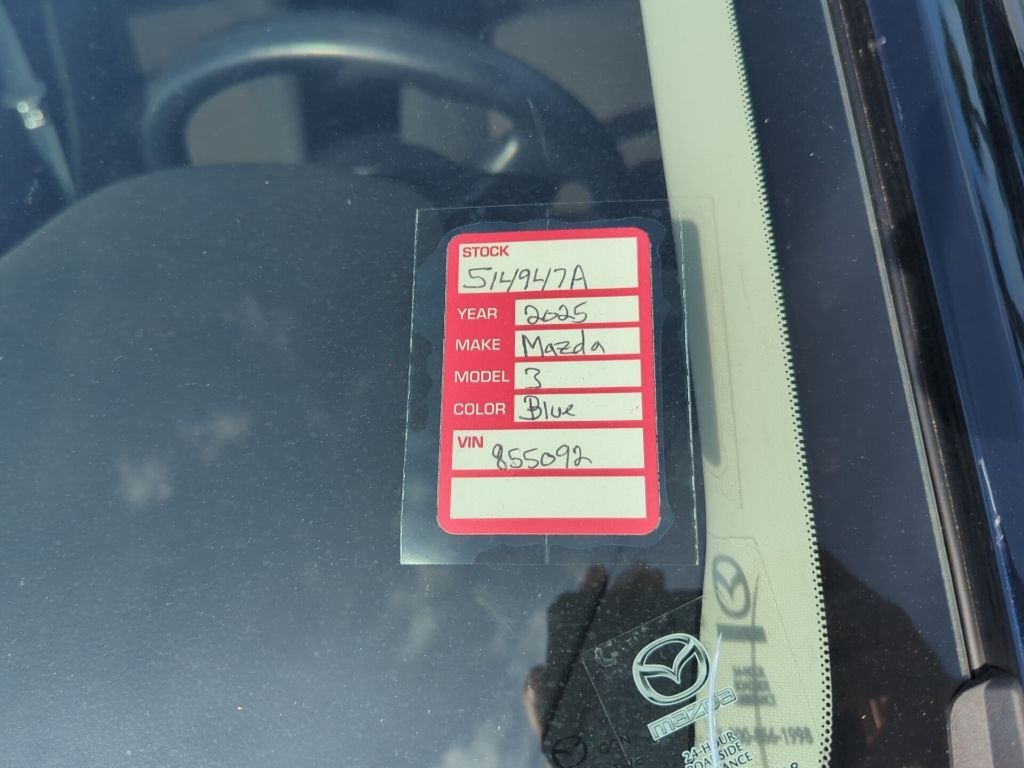 STOCK
514947A
YEAR 2025
MAKE Mazda
MODEL 3
COLOR Blue
VIN
855092
mazda
24-HOUR